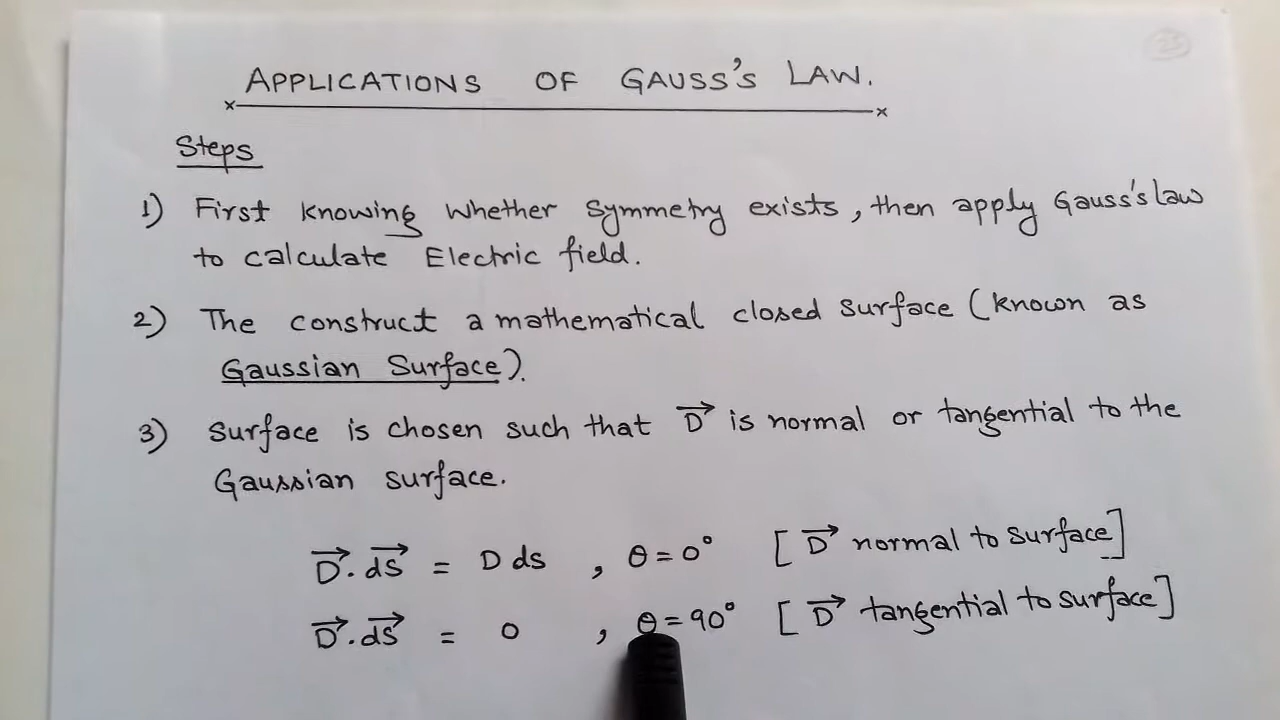 APPLICATIONS OF GAUSS'S LAW.
Steps
1) First knowing whether symmetry exists, then apply Gauss's law
to calculate Electric field.
2) The construct a mathematical closed surface (known as
Gaussian Surface).
3) Surface is chosen such that D⃗ is normal or tangential to the
Gaussian surface.
D⃗.dS⃗ = D ds , θ = 0° [D⃗ normal to surface]
D⃗.dS⃗ = 0 , θ = 90° [D⃗ tangential to surface]